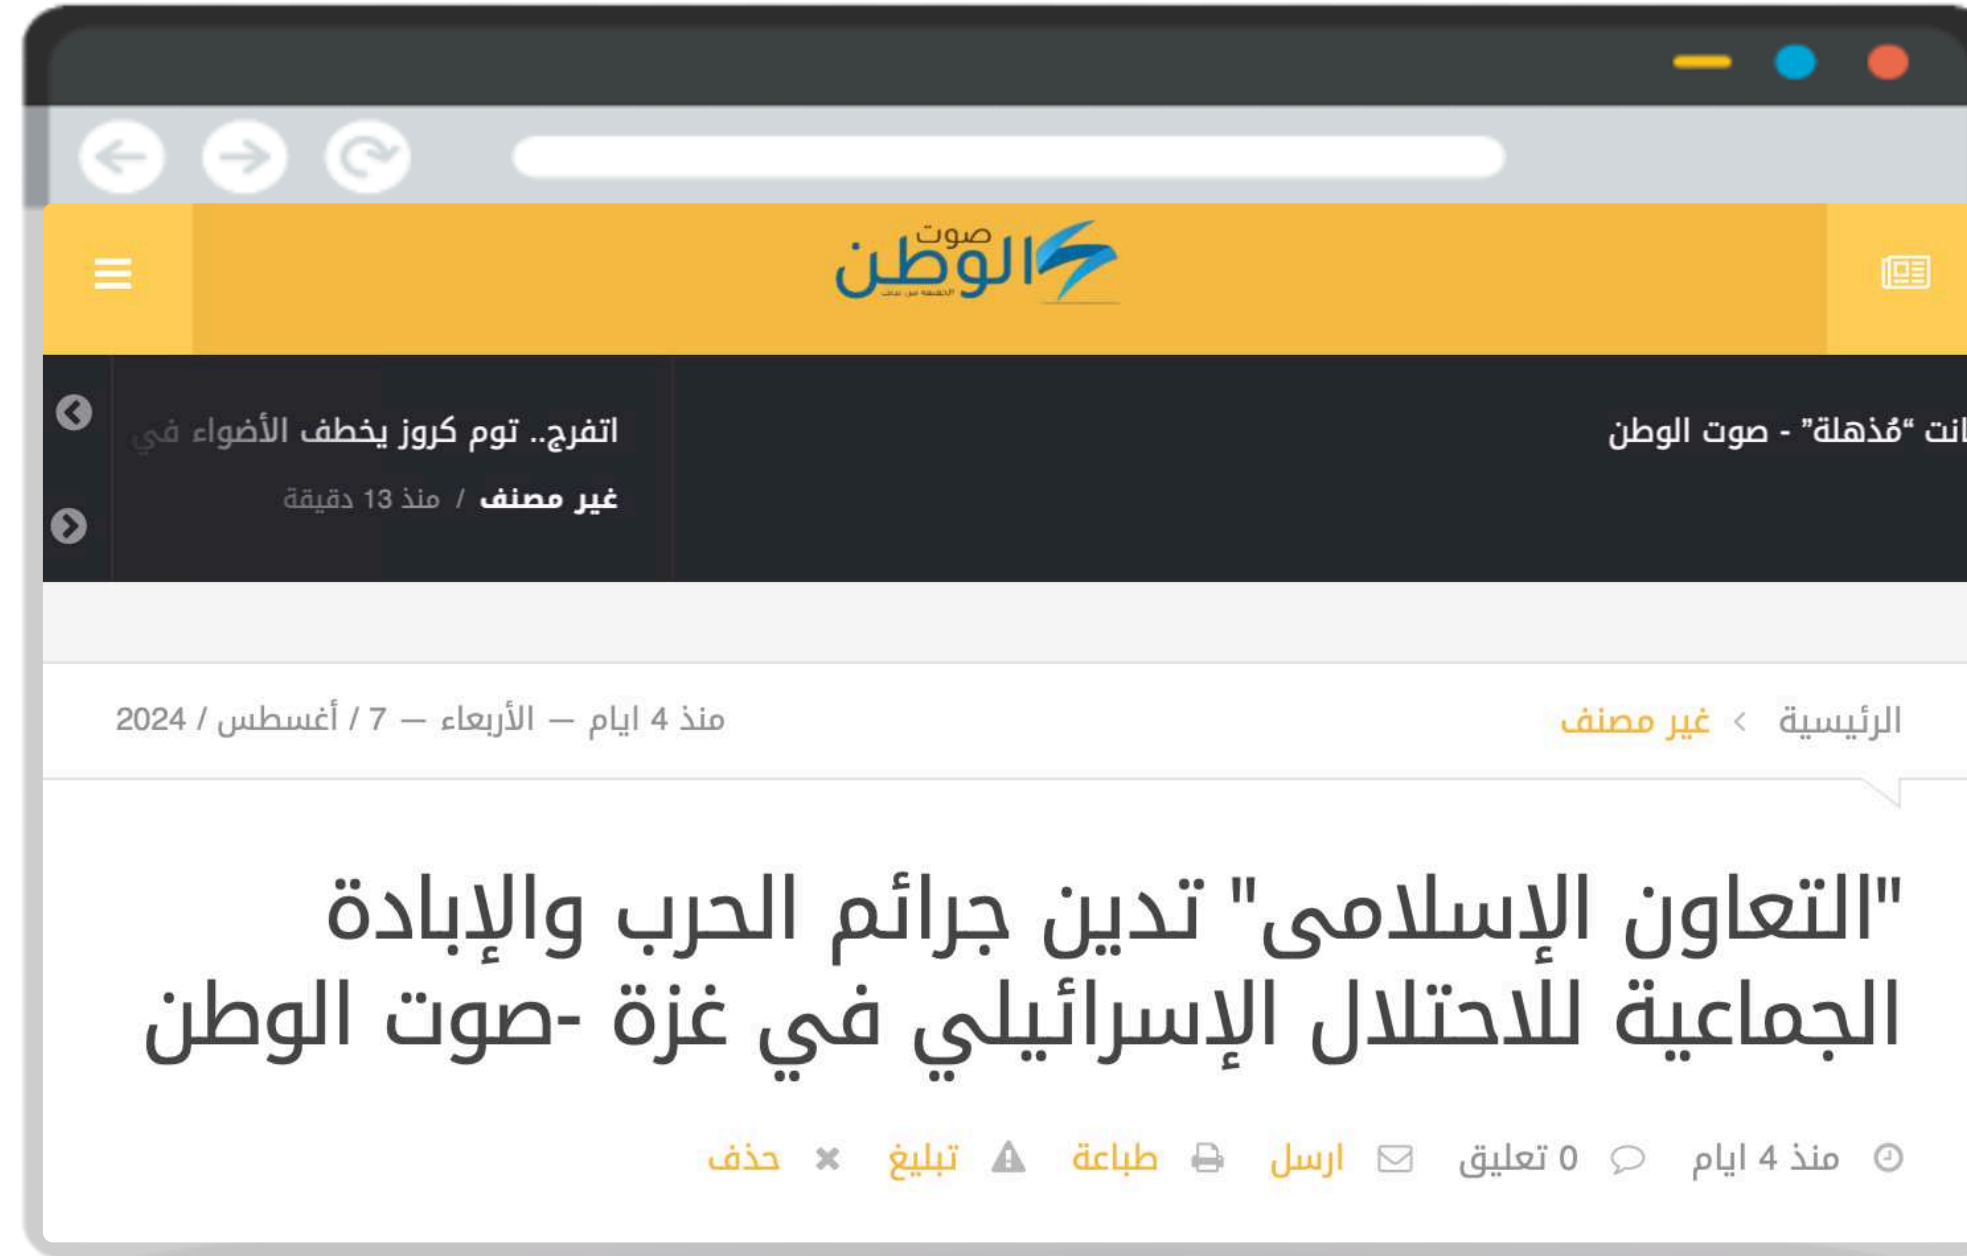 صوت
الوطن
انت “مُذهلة” - صوت الوطن
اتفرج.. توم كروز يخطف الأضواء في
غير مصنف / منذ 13 دقيقة
الرئيسية > غير مصنف
منذ 4 ايام — الأربعاء — 7 / أغسطس / 2024
"التعاون الإسلامى" تدين جرائم الحرب والإبادة
الجماعية للاحتلال الإسرائيلي في غزة -صوت الوطن
منذ 4 ايام 0 تعليق ارسل طباعة تبليغ حذف